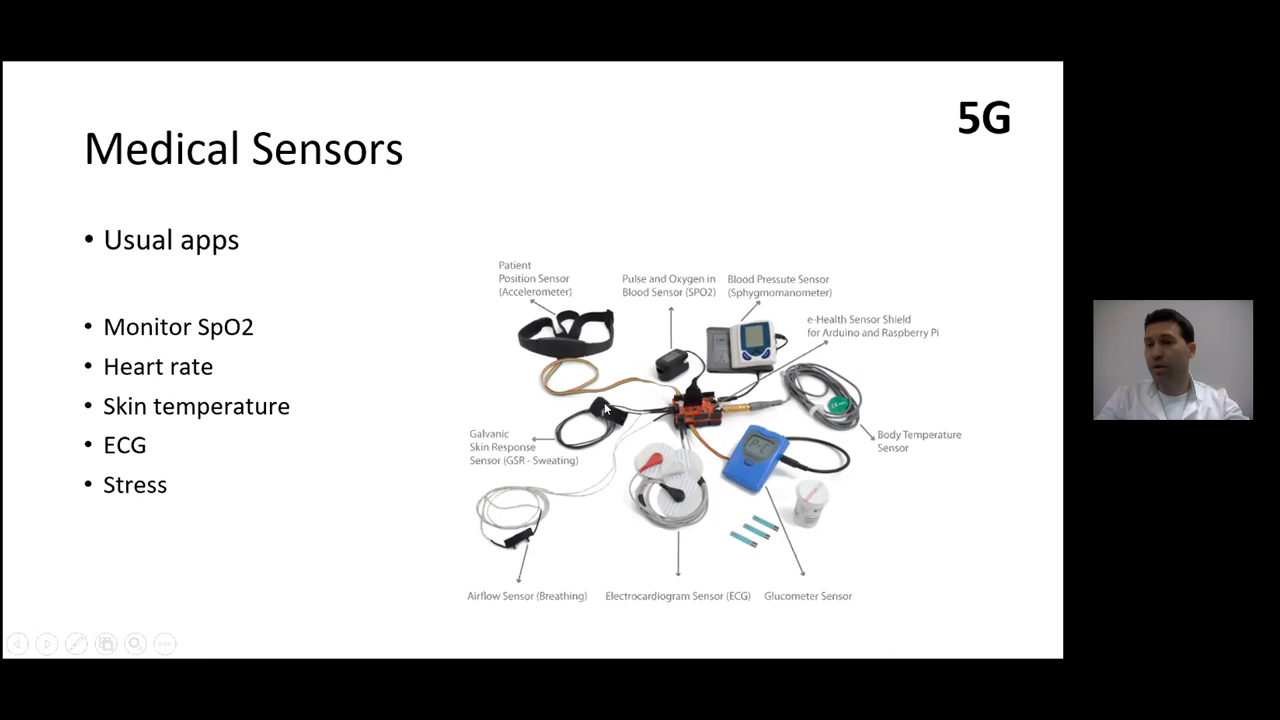 5G
Medical Sensors
• Usual apps
• Monitor SpO2
• Heart rate
• Skin temperature
• ECG
• Stress
Patient
Position Sensor
(Accelerometer)
Pulse and Oxygen in
Blood Sensor (SPO2)
Blood Pressute Sensor
(Sphygmomanometer)
e-Health Sensor Shield
for Arduino and Raspberry Pi
Galvanic
Skin Response
Sensor (GSR - Sweating)
Body Temperature
Sensor
Airflow Sensor (Breathing)
Electrocardiogram Sensor (ECG)
Glucometer Sensor